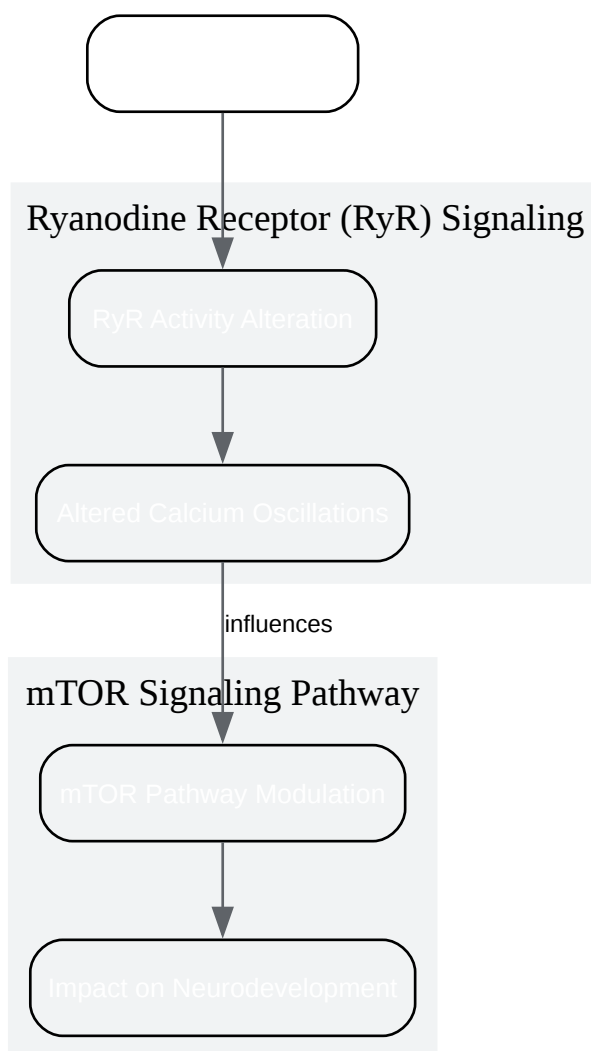 Ryanodine Receptor (RyR) Signaling
RyR Activity Alteration
Altered Calcium Oscillations
influences
mTOR Signaling Pathway
mTOR Pathway Modulation
Impact on Neurodevelopment